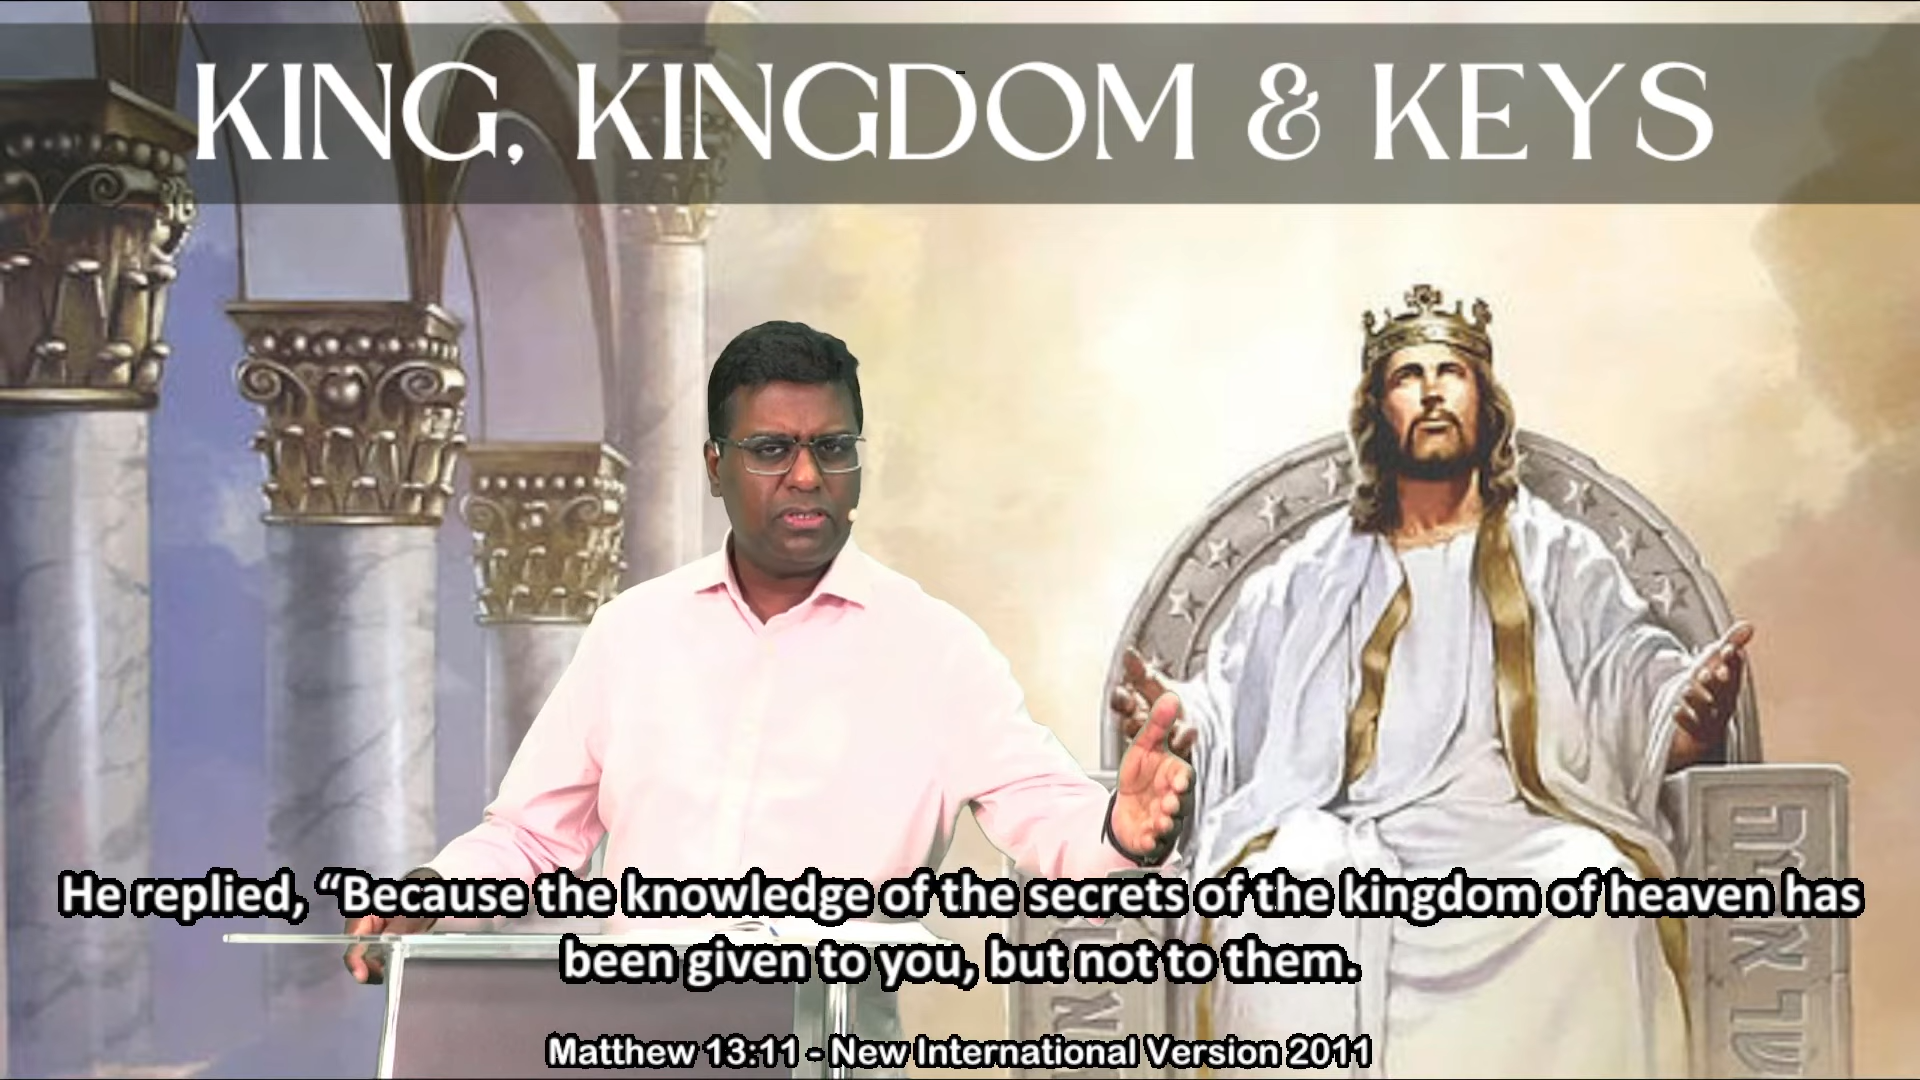 KING, KINGDOM & KEYS
He replied, “Because the knowledge of the secrets of the kingdom of heaven has
been given to you, but not to them.
Matthew 13:11 - New International Version 2011